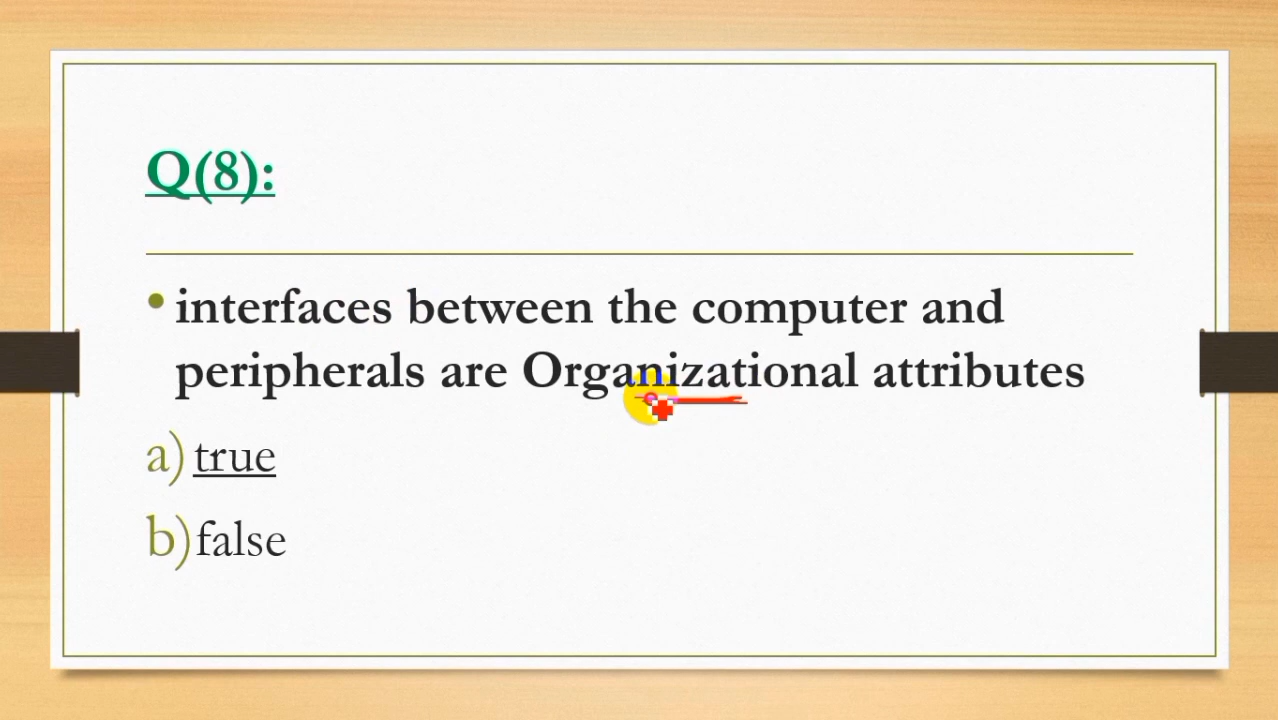 Q(8):
• interfaces between the computer and
peripherals are Organizational attributes
a) true
b) false